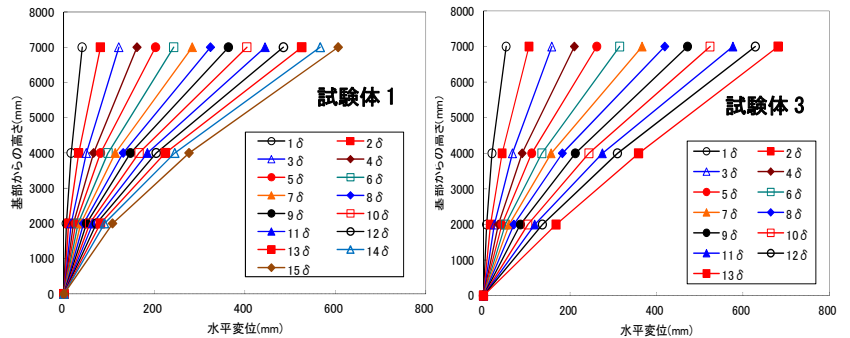 8000
7000
6000
5000
4000
3000
2000
1000
0
基部からの高さ(mm)
試験体1
1δ 2δ
3δ 4δ
5δ 6δ
7δ 8δ
9δ 10δ
11δ 12δ
13δ 14δ
15δ
0 200 400 600 800
水平変位(mm)
8000
7000
6000
5000
4000
3000
2000
1000
0
基部からの高さ(mm)
試験体3
1δ 2δ
3δ 4δ
5δ 6δ
7δ 8δ
9δ 10δ
11δ 12δ
13δ
0 200 400 600 800
水平変位(mm)